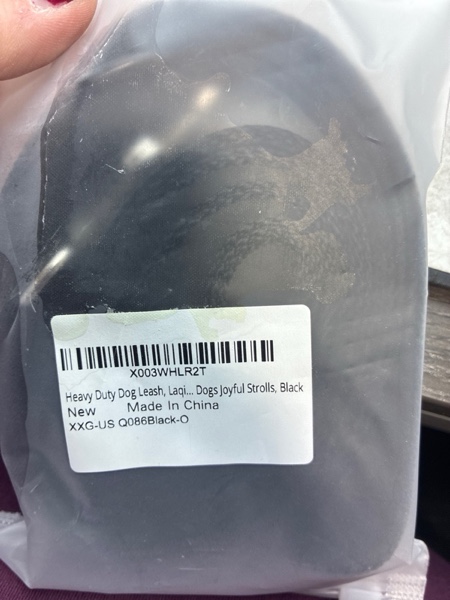 X003WHLR2T
Heavy Duty Dog Leash, Laqi... Dogs Joyful Strolls, Black
New Made In China
XXG-US Q086Black-O